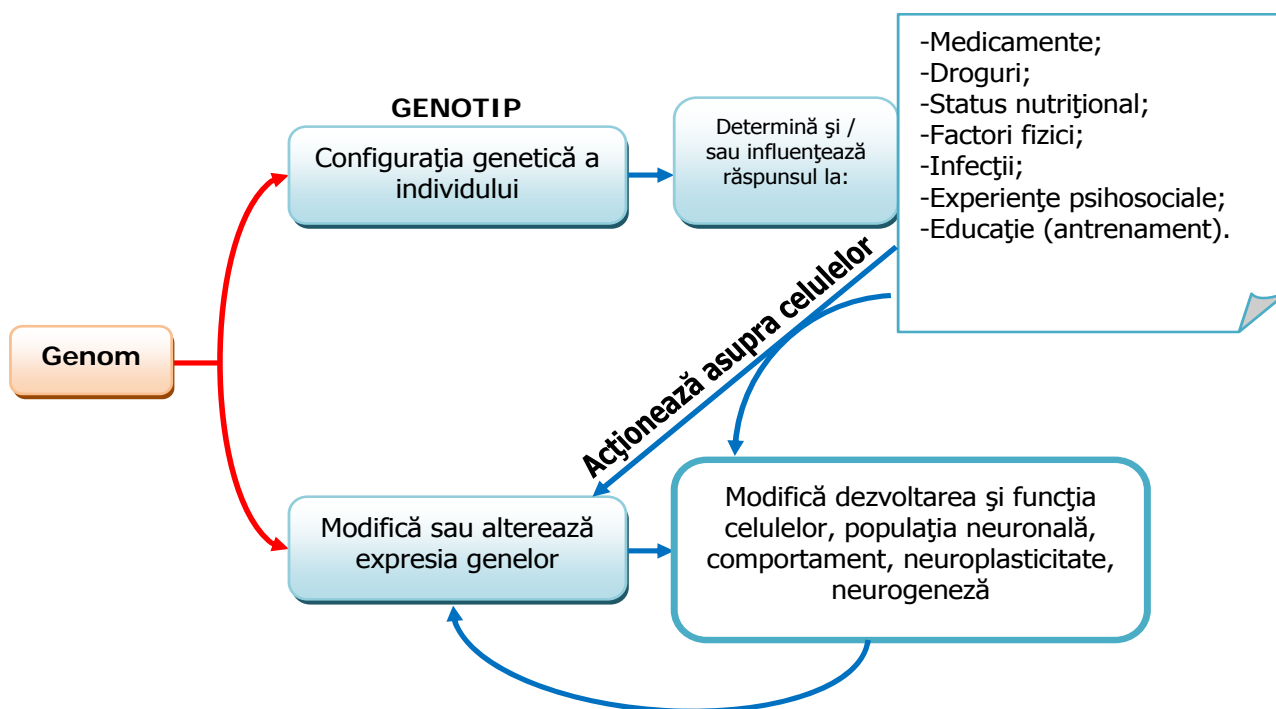 GENOTIP
Configuraţia genetică a
individului
Determină şi /
sau influenţează
răspunsul la:
-Medicamente;
-Droguri;
-Status nutriţional;
-Factori fizici;
-Infecţii;
-Experienţe psihosociale;
-Educaţie (antrenament).
Acţionează asupra celulelor
Genom
Modifică sau alterează
expresia genelor
Modifică dezvoltarea şi funcţia
celulelor, populaţia neuronală,
comportament, neuroplasticitate,
neurogeneză